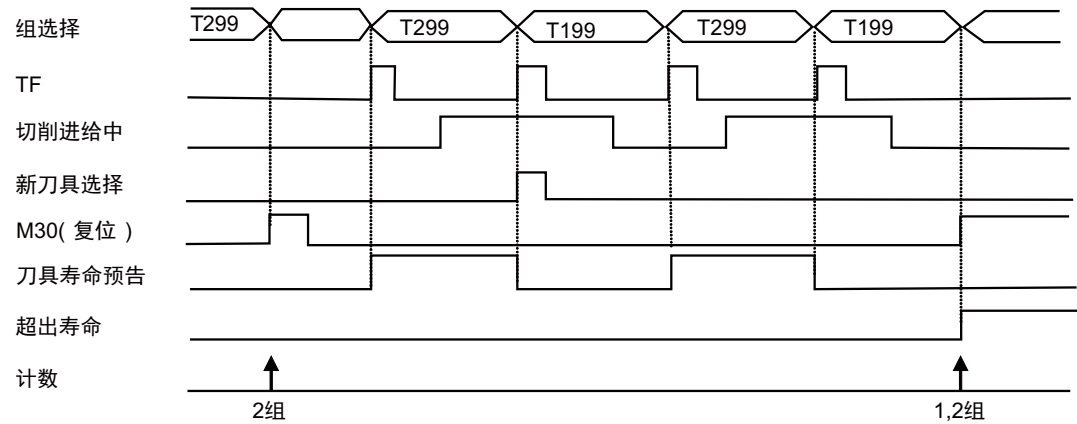 组选择 T299 T299 T199 T299 T199
TF
切削进给中
新刀具选择
M30( 复位 )
刀具寿命预告
超出寿命
计数
2组 1,2组